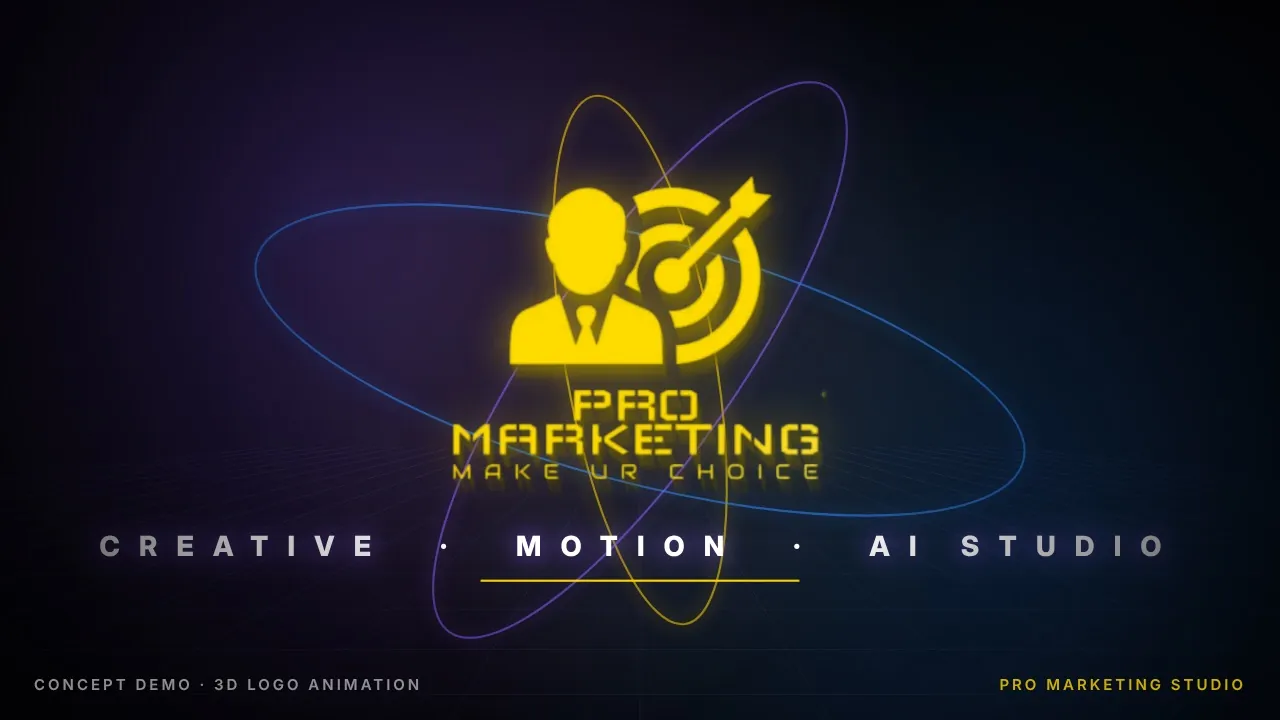 PRO
MARKETING
MAKE UR CHOICE
CREATIVE · MOTION · AI STUDIO
CONCEPT DEMO · 3D LOGO ANIMATION
PRO MARKETING STUDIO